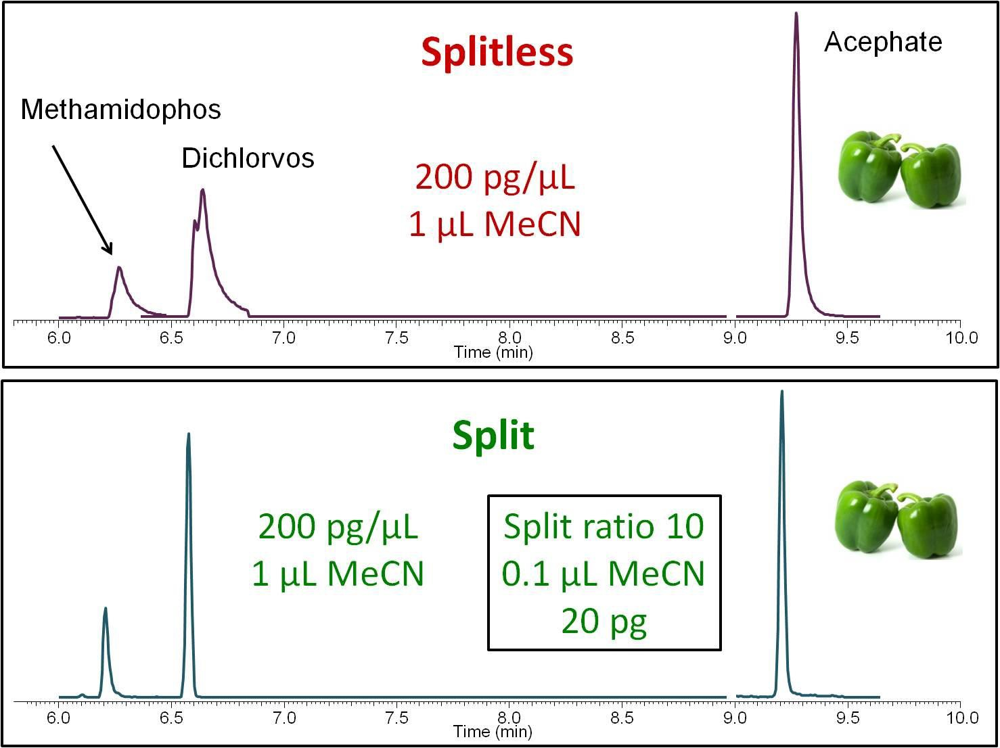 Splitless
Acephate
Methamidophos
Dichlorvos
200 pg/µL
1 µL MeCN
6.0 6.5 7.0 7.5 8.0 8.5 9.0 9.5 10.0
Time (min)
Split
200 pg/µL
1 µL MeCN
Split ratio 10
0.1 µL MeCN
20 pg
6.0 6.5 7.0 7.5 8.0 8.5 9.0 9.5 10.0
Time (min)